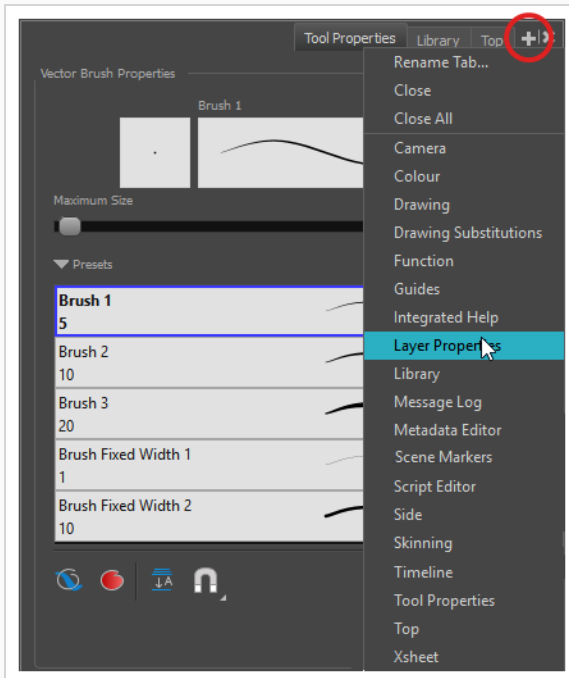 Tool Properties Library Top
Vector Brush Properties
Brush 1
Maximum Size
Presets
Brush 1
5
Brush 2
10
Brush 3
20
Brush Fixed Width 1
1
Brush Fixed Width 2
10
A
Rename Tab...
Close
Close All
Camera
Colour
Drawing
Drawing Substitutions
Function
Guides
Integrated Help
Layer Properties
Library
Message Log
Metadata Editor
Scene Markers
Script Editor
Side
Skinning
Timeline
Tool Properties
Top
Xsheet